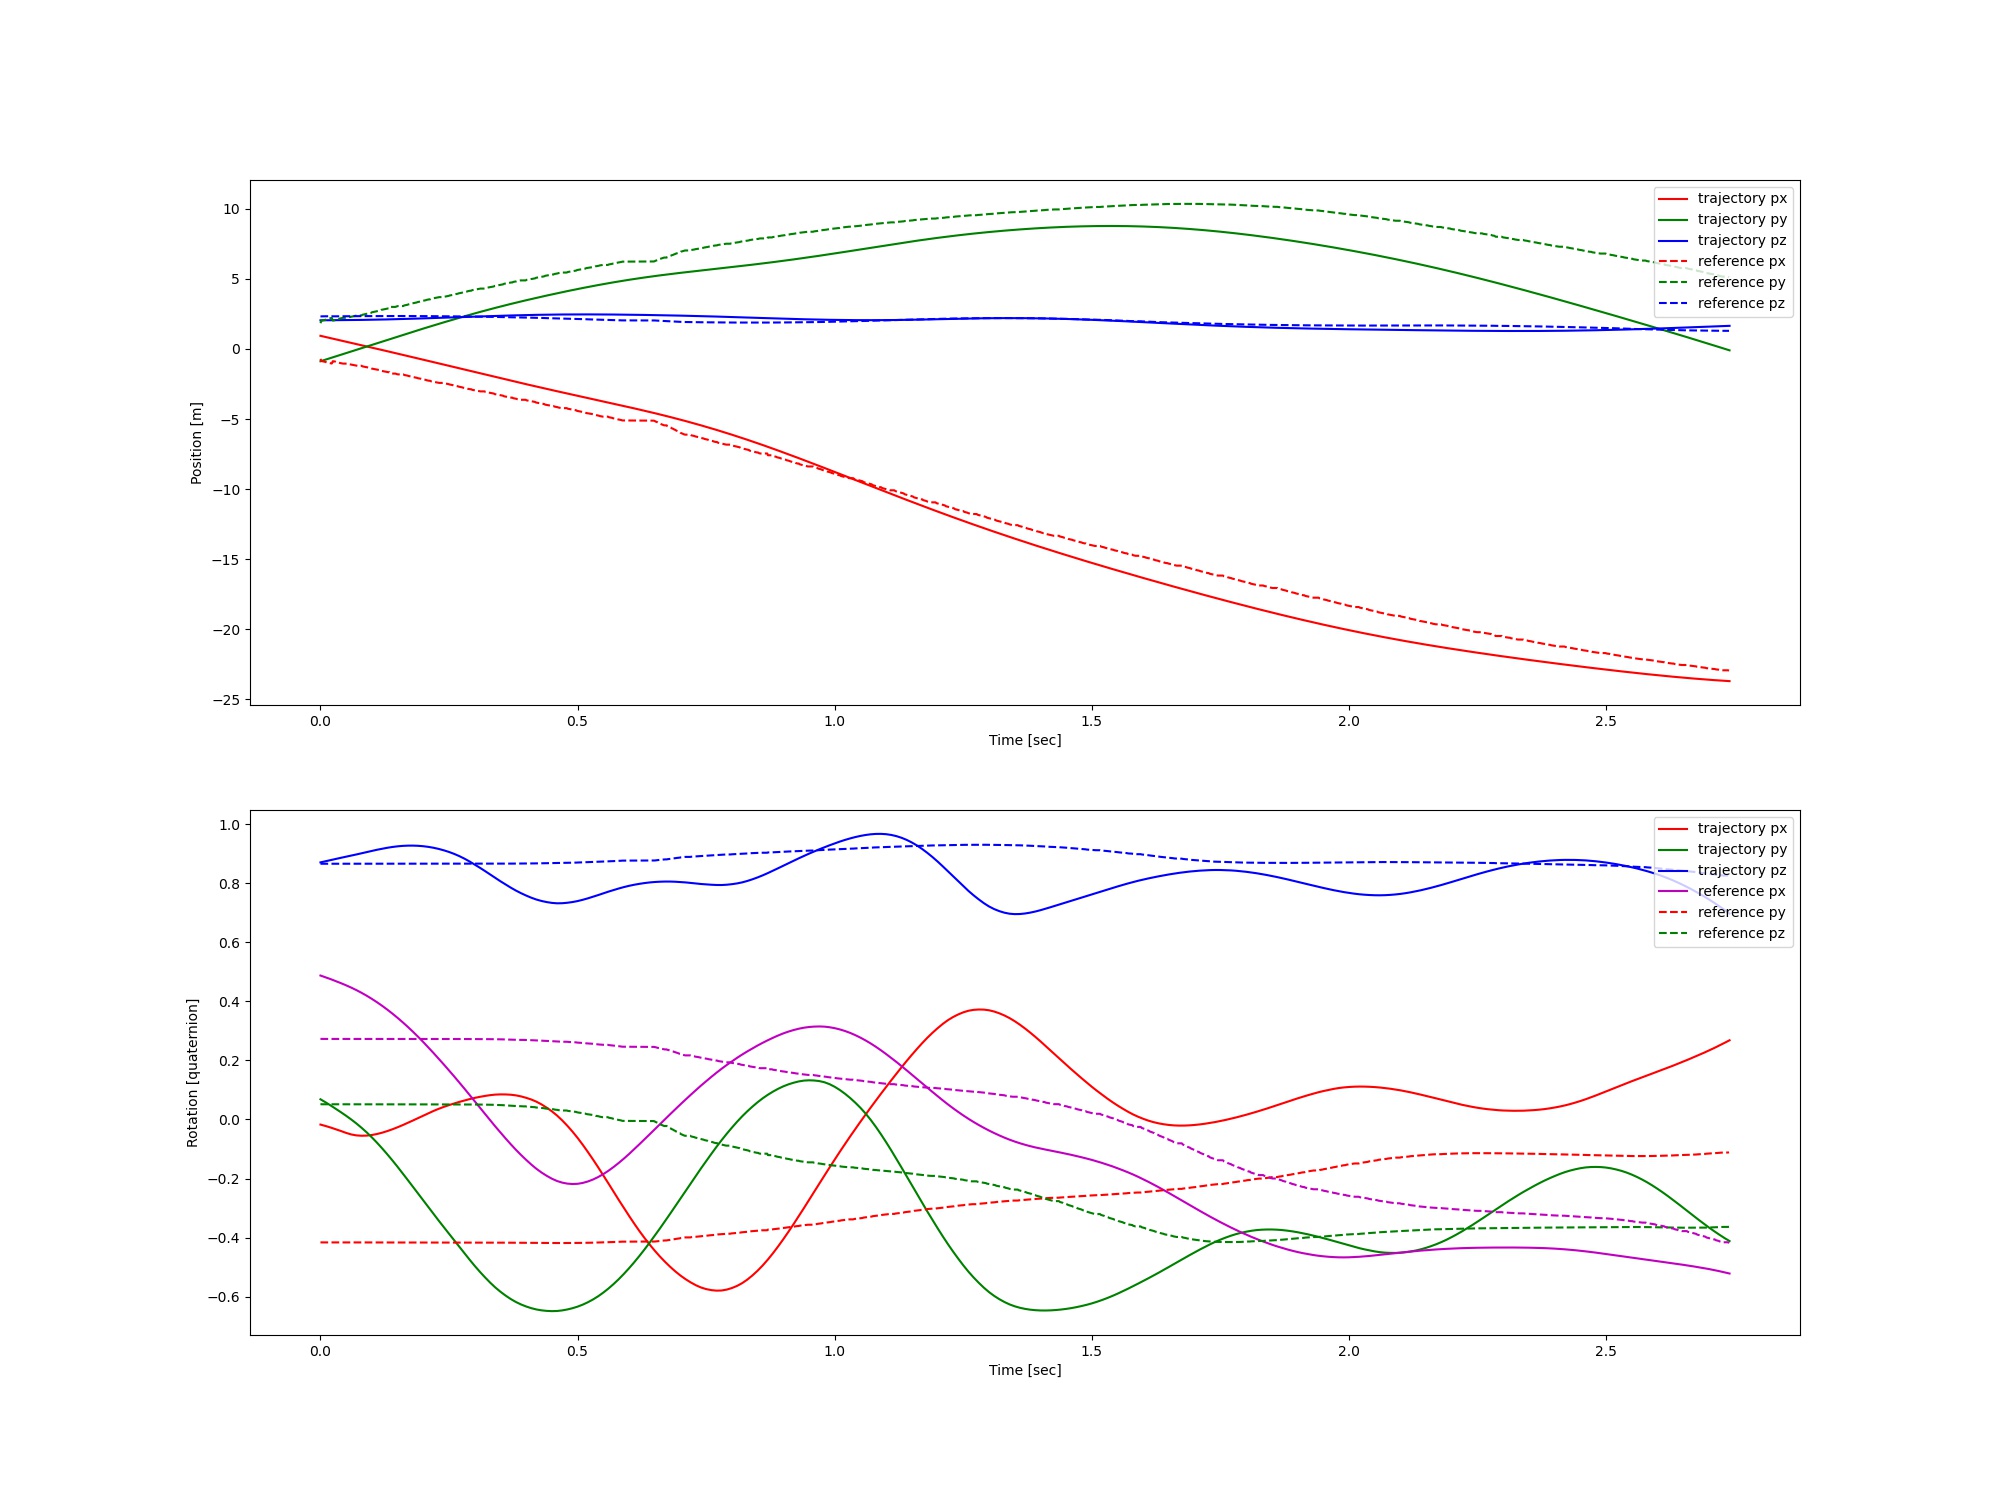 10
5
0
−5
−10
−15
−20
−25
Position [m]
trajectory px
trajectory py
trajectory pz
reference px
reference py
reference pz
0.0 0.5 1.0 1.5 2.0 2.5
Time [sec]
1.0
0.8
0.6
0.4
0.2
0.0
−0.2
−0.4
−0.6
Rotation [quaternion]
trajectory px
trajectory py
trajectory pz
reference px
reference py
reference pz
0.0 0.5 1.0 1.5 2.0 2.5
Time [sec]